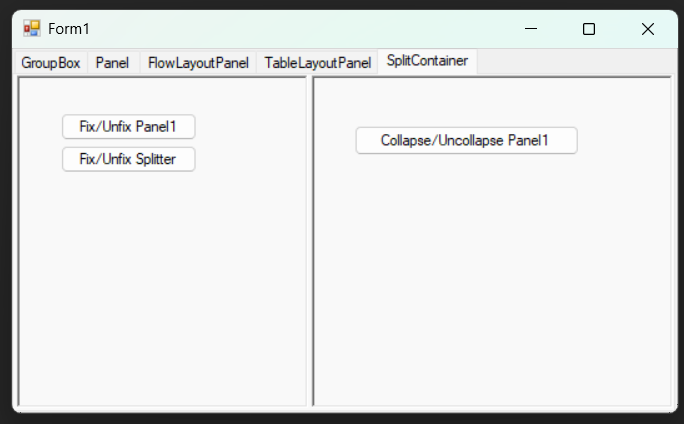 Form1
GroupBox Panel FlowLayoutPanel TableLayoutPanel SplitContainer
Fix/Unfix Panel1
Fix/Unfix Splitter
Collapse/Uncollapse Panel1